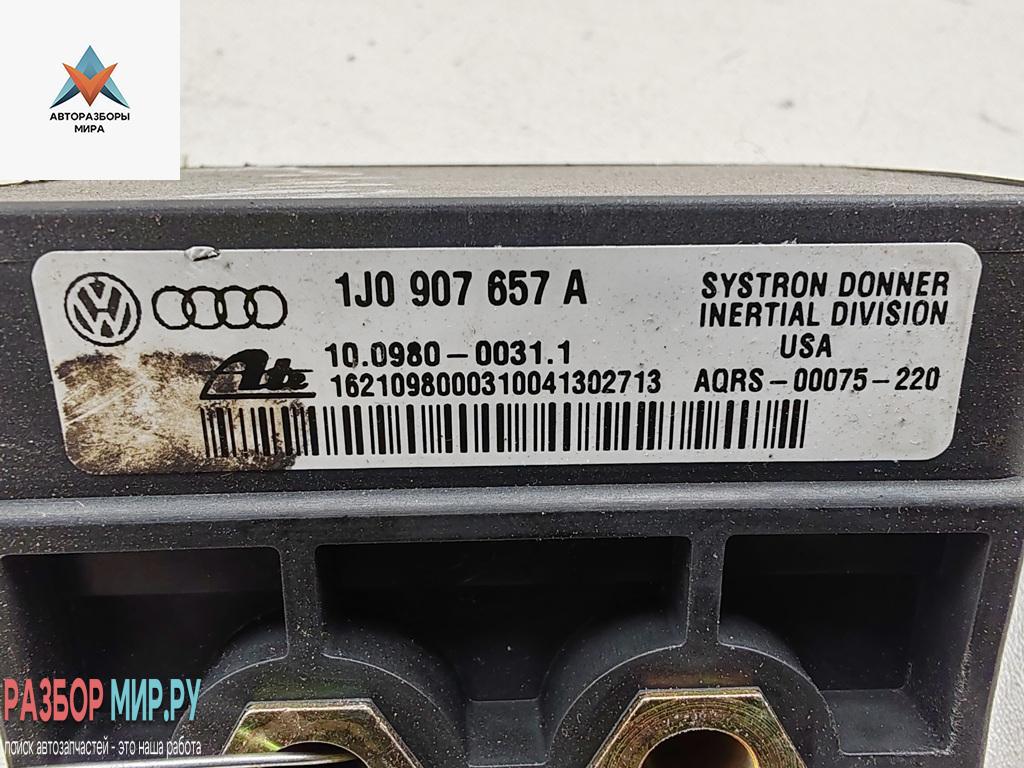 АВТОРАЗБОРЫ
МИРА
1J0 907 657 A
SYSTRON DONNER
INERTIAL DIVISION
USA
Ate
10.0980-0031.1
1621098000310041302713
AQRS-00075-220
РАЗБОР МИР.РУ
поиск автозапчастей - это наша работа